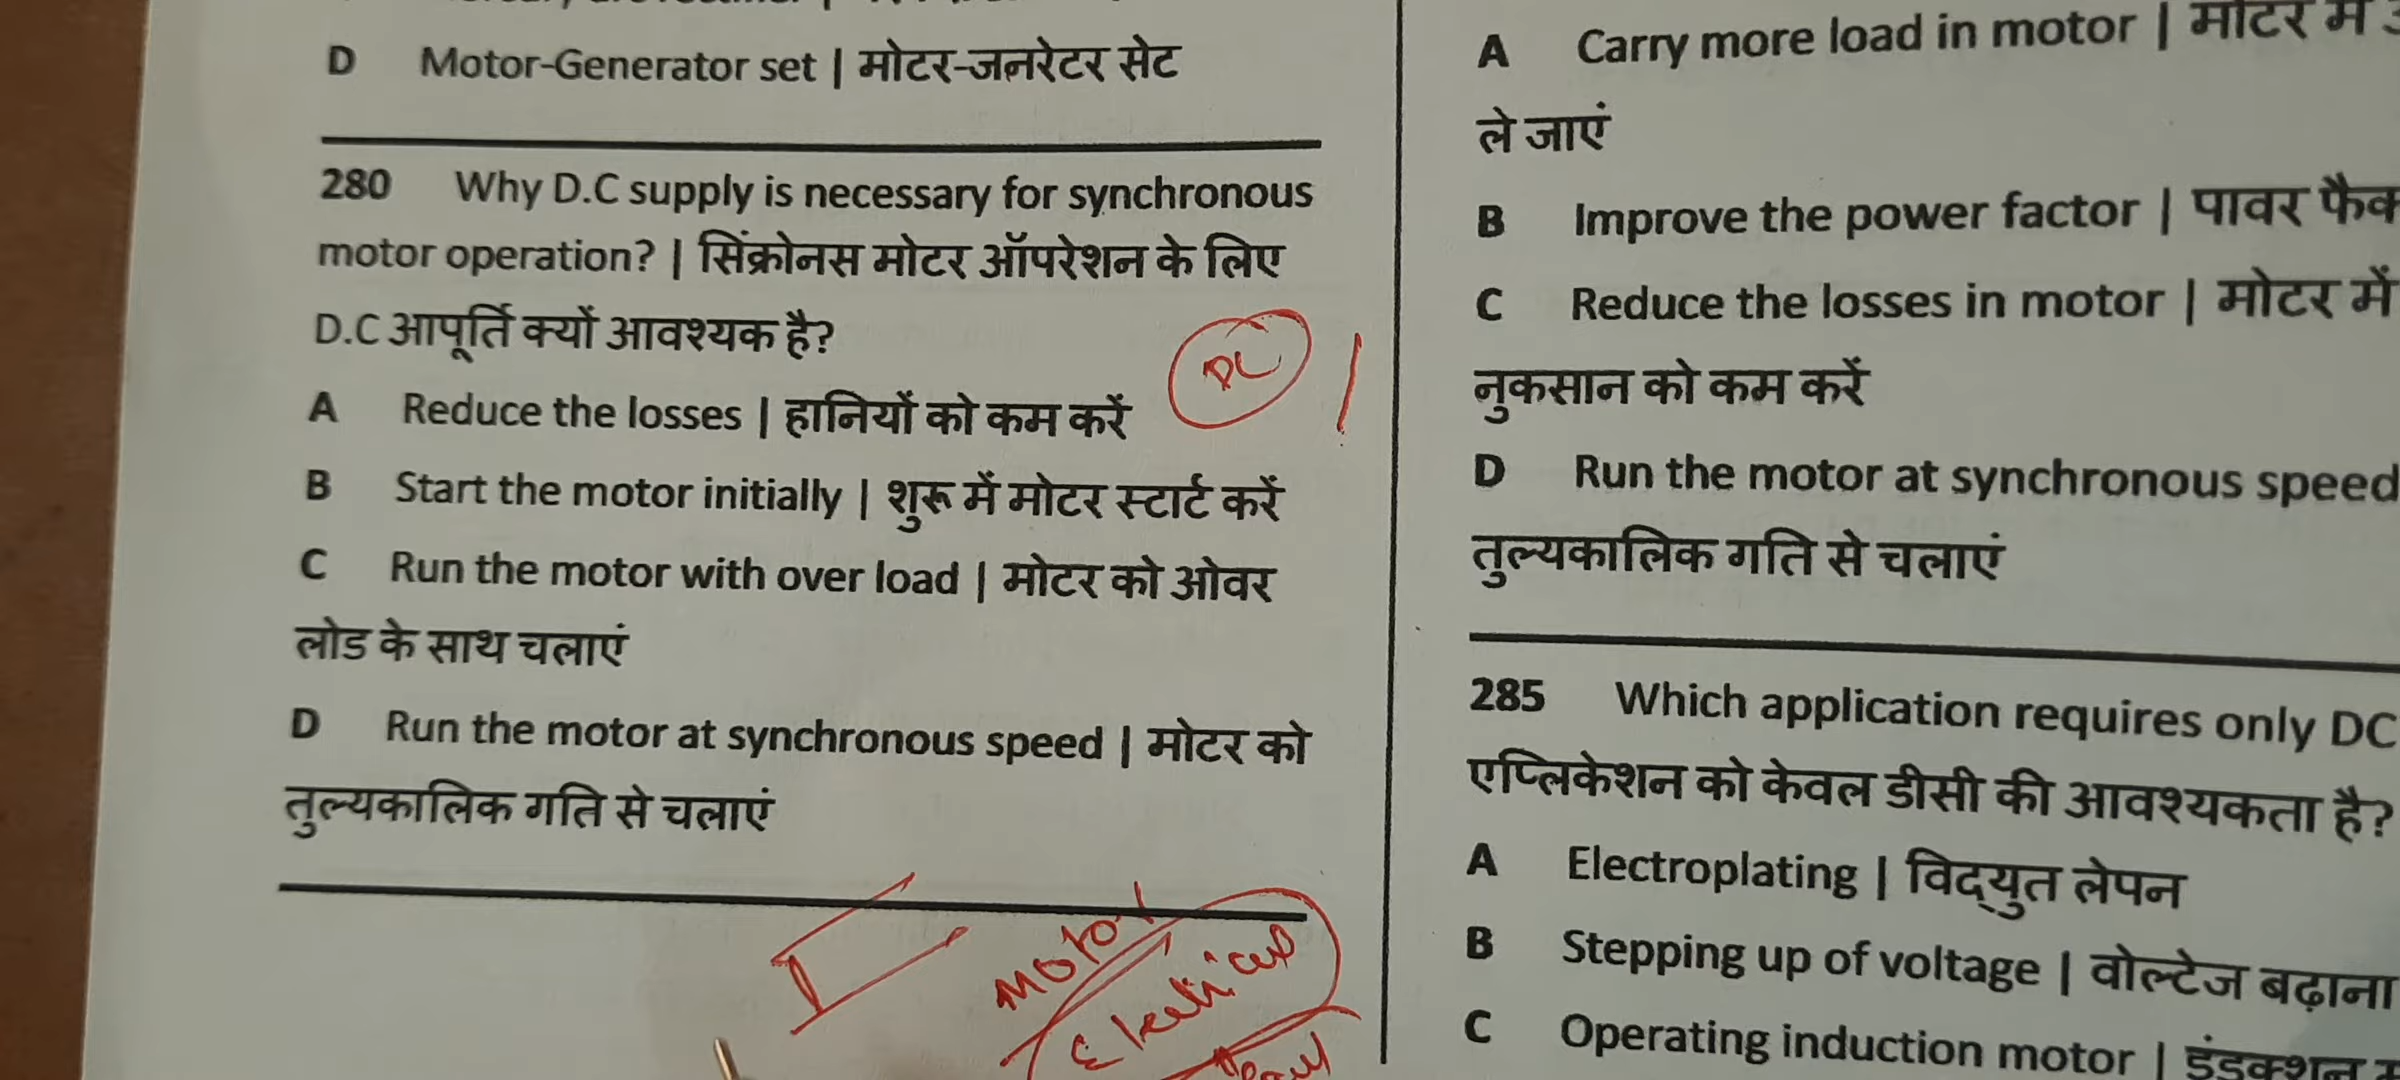 D Motor-Generator set | मोटर-जनरेटर सेट
280 Why D.C supply is necessary for synchronous
motor operation? | सिंक्रोनस मोटर ऑपरेशन के लिए
D.C आपूर्ति क्यों आवश्यक है?
DC
A Reduce the losses | हानियों को कम करें
B Start the motor initially | शुरू में मोटर स्टार्ट करें
C Run the motor with over load | मोटर को ओवर
लोड के साथ चलाएं
D Run the motor at synchronous speed | मोटर को
तुल्यकालिक गति से चलाएं
Motor
Electrical
A Carry more load in motor | मोटर में
ले जाएं
B Improve the power factor | पावर
C Reduce the losses in motor | मोटर में
नुकसान को कम करें
D Run the motor at synchronous speed
तुल्यकालिक गति से चलाएं
285 Which application requires only DC
एप्लिकेशन को केवल डीसी की आवश्यकता है?
A Electroplating | विद्युत लेपन
B Stepping up of voltage | वोल्टेज बढ़ाना
C Operating induction motor | इंडक्शन